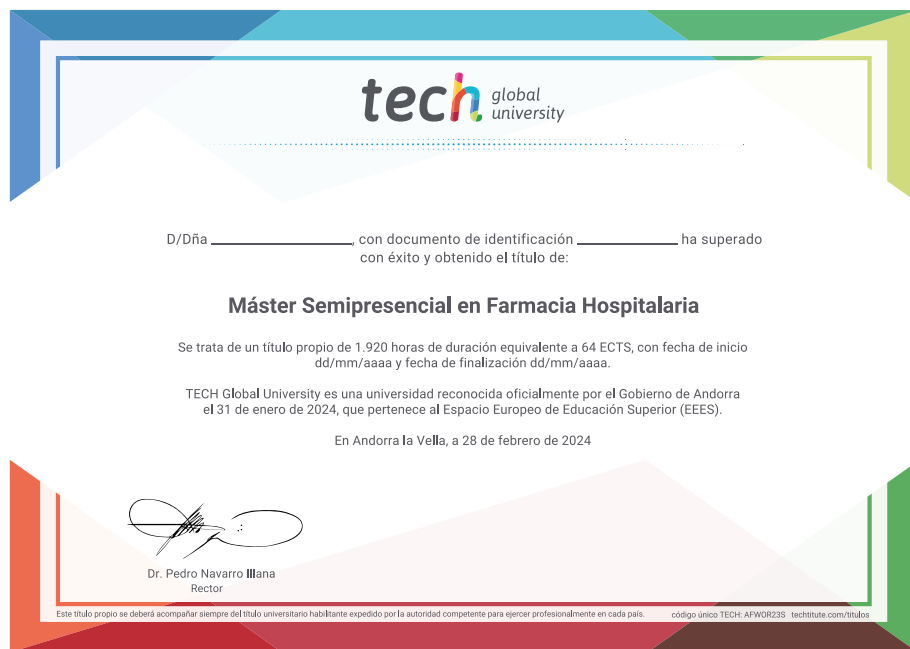 tech global university
D/Dña ________________, con documento de identificación ____________ ha superado
con éxito y obtenido el título de:
Máster Semipresencial en Farmacia Hospitalaria
Se trata de un título propio de 1.920 horas de duración equivalente a 64 ECTS, con fecha de inicio
dd/mm/aaaa y fecha de finalización dd/mm/aaaa.
TECH Global University es una universidad reconocida oficialmente por el Gobierno de Andorra
el 31 de enero de 2024, que pertenece al Espacio Europeo de Educación Superior (EEES).
En Andorra la Vella, a 28 de febrero de 2024
Dr. Pedro Navarro Illana
Rector
Este título propio se deberá acompañar siempre del título universitario habilitante expedido por la autoridad competente para ejercer profesionalmente en cada país. código único TECH: AFWOR23S techtitute.com/titulos